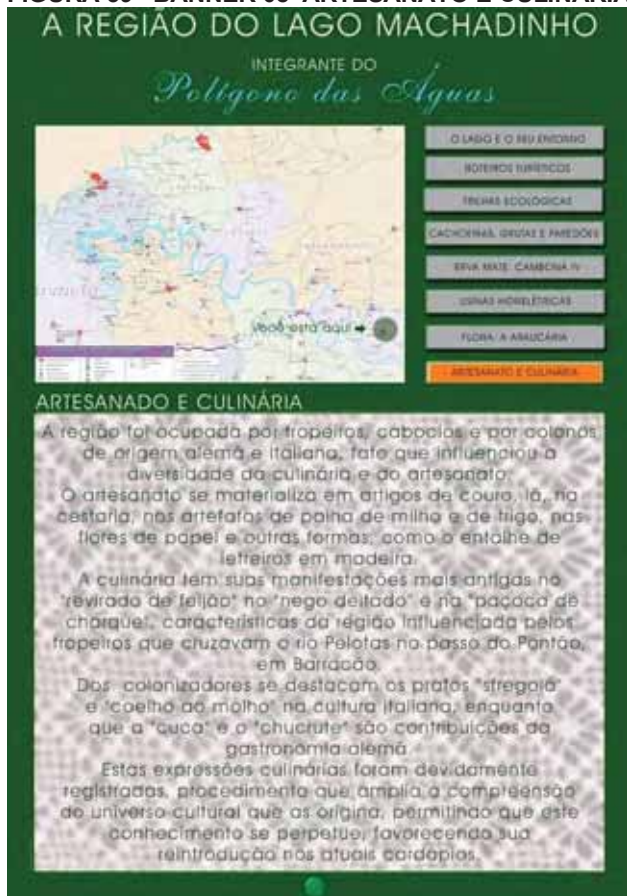 A REGIÃO DO LAGO MACHADINHO
INTEGRANTE DO
Polígono das Águas
O LAGO E O SEU ENTORNO
ROTEIROS TURÍSTICOS
TRILHAS ECOLÓGICAS
CACHOEIRAS, GRUTAS E PAREDÕES
ERVA MATE: CAMBONA IV
USINAS HIDRELÉTRICAS
FLORA: A ARAUCÁRIA
ARTESANATO E CULINÁRIA
Você está aqui
ARTESANADO E CULINÁRIA
A região foi ocupada por tropeiros, caboclos e por colonos
de origem alemã e italiana, fato que influenciou a
diversidade da culinária e do artesanato.
O artesanato se materializa em artigos de couro, lã, na
cestaria, nos artefatos de palha de milho e de trigo, nas
flores de papel e outras formas, como o entalhe de
letreiros em madeira.
A culinária tem suas manifestações mais antigas no
"revirado de feijão" no "nego deitado" e na "paçoca de
charque", características da região influenciada pelos
tropeiros que cruzavam o rio Pelotas no passo do Pontão,
em Barracão.
Dos colonizadores se destacam os pratos "sfregolá"
e "coelho ao molho" na cultura italiana, enquanto
que a "cuca" e o "chucrute" são contribuições da
gastronomia alemã
Estas expressões culinárias foram devidamente
registradas, procedimento que amplia a compreensão
do universo cultural que as origina, permitindo que este
conhecimento se perpetue, favorecendo sua
reintrodução nos atuais cardápios.